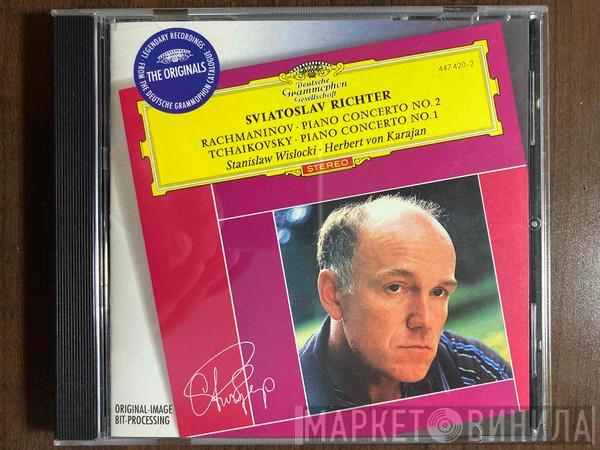 LEGENDARY RECORDINGS · FROM THE DEUTSCHE GRAMMOPHON CATALOGUE ·
THE ORIGINALS
447 420-2
Deutsche
Grammophon
Gesellschaft
SVIATOSLAV RICHTER
RACHMANINOV · PIANO CONCERTO NO. 2
TCHAIKOVSKY · PIANO CONCERTO NO. 1
Stanislaw Wislocki · Herbert von Karajan
STEREO
ORIGINAL-IMAGE
BIT-PROCESSING
МАРКЕТ ВИНИЛА